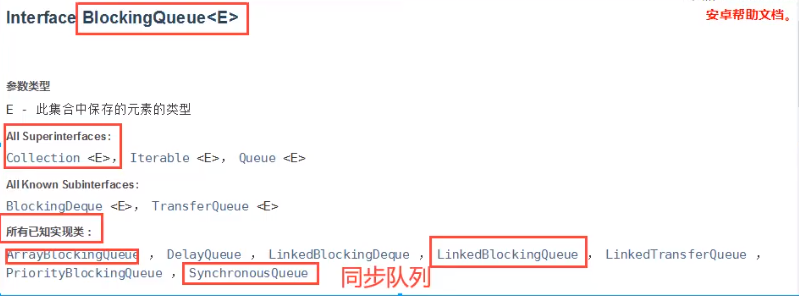 Interface BlockingQueue<E>
安卓帮助文档。
参数类型
E - 此集合中保存的元素的类型
All Superinterfaces:
Collection <E>, Iterable <E>, Queue <E>
All Known Subinterfaces:
BlockingDeque <E>, TransferQueue <E>
所有已知实现类:
ArrayBlockingQueue , DelayQueue , LinkedBlockingDeque , LinkedBlockingQueue, LinkedTransferQueue ,
PriorityBlockingQueue , SynchronousQueue
同步队列